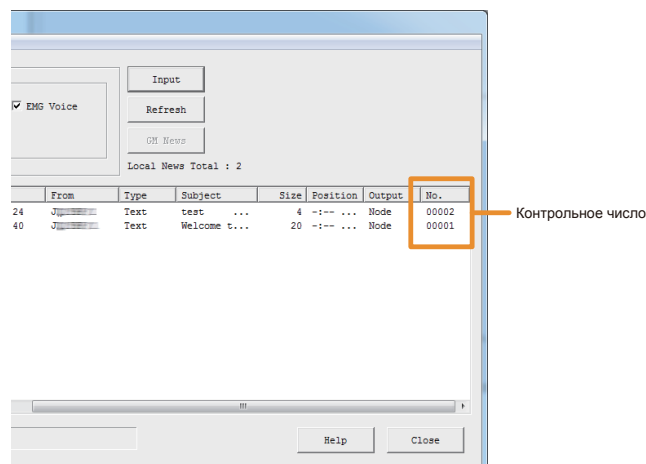 Input
EMG Voice
Refresh
GM News
Local News Total : 2
From Type Subject Size Position Output No.
24 J Text test ... 4 -:-- ... Node 00002
40 J Text Welcome t... 20 -:-- ... Node 00001
Контрольное число
Help Close